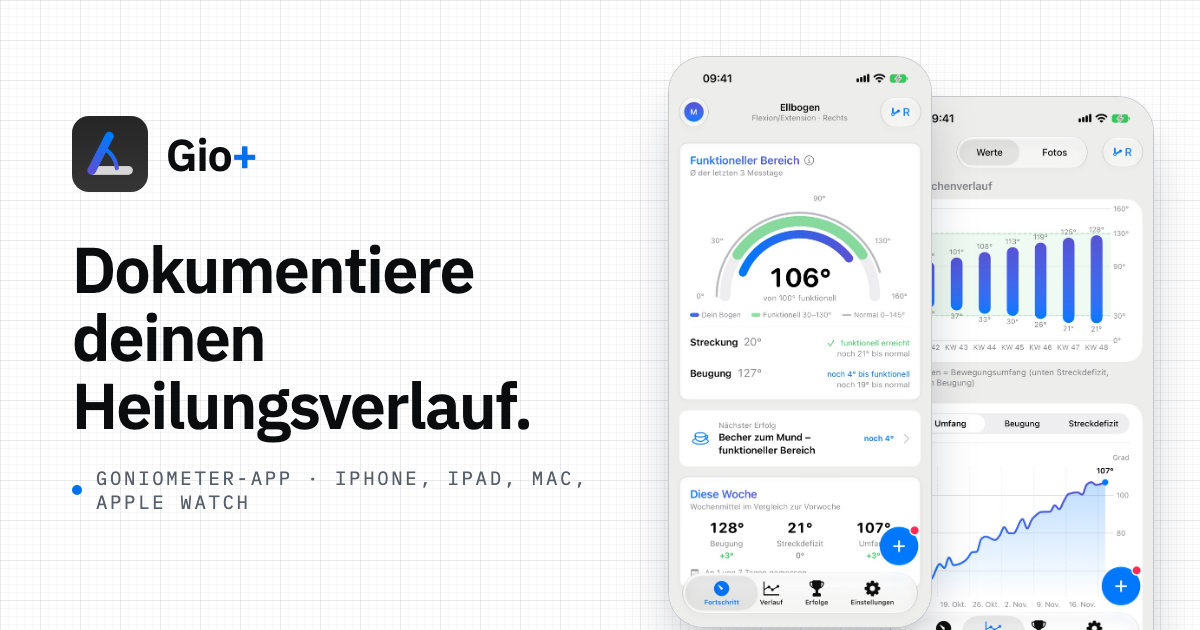 Gio+
Dokumentiere
deinen
Heilungsverlauf.
GONIOMETER-APP · IPHONE, IPAD, MAC,
APPLE WATCH
09:41
M
Ellbogen
Flexion/Extension · Rechts
R
Funktioneller Bereich
Ø der letzten 3 Messtage
90°
30°
130°
0°
160°
106°
von 100° funktionell
Dein Bogen
Funktionell 30–130°
Normal 0–145°
Streckung 20°
✓ funktionell erreicht
noch 21° bis normal
Beugung 127°
noch 4° bis funktionell
noch 19° bis normal
Nächster Erfolg
Becher zum Mund –
funktioneller Bereich
noch 4°
Diese Woche
Wochenmittel im Vergleich zur Vorwoche
128° 21° 107°
Beugung Streckdefizit
+3° 0° +3°
Fortschritt Verlauf Erfolge Einstellungen
9:41
Werte Fotos
R
chenverlauf
160°
130°
90°
30°
0°
101° 108° 113° 119° 125° 128°
37° 33° 30° 26° 21° 21°
42 KW 43 KW 44 KW 45 KW 46 KW 47 KW 48
en = Bewegungsumfang (unten Streckdefizit,
Beugung)
Umfang Beugung Streckdefizit
Grad
107°
100
80
19. Okt. 26. Okt. 2. Nov. 9. Nov. 16. Nov.